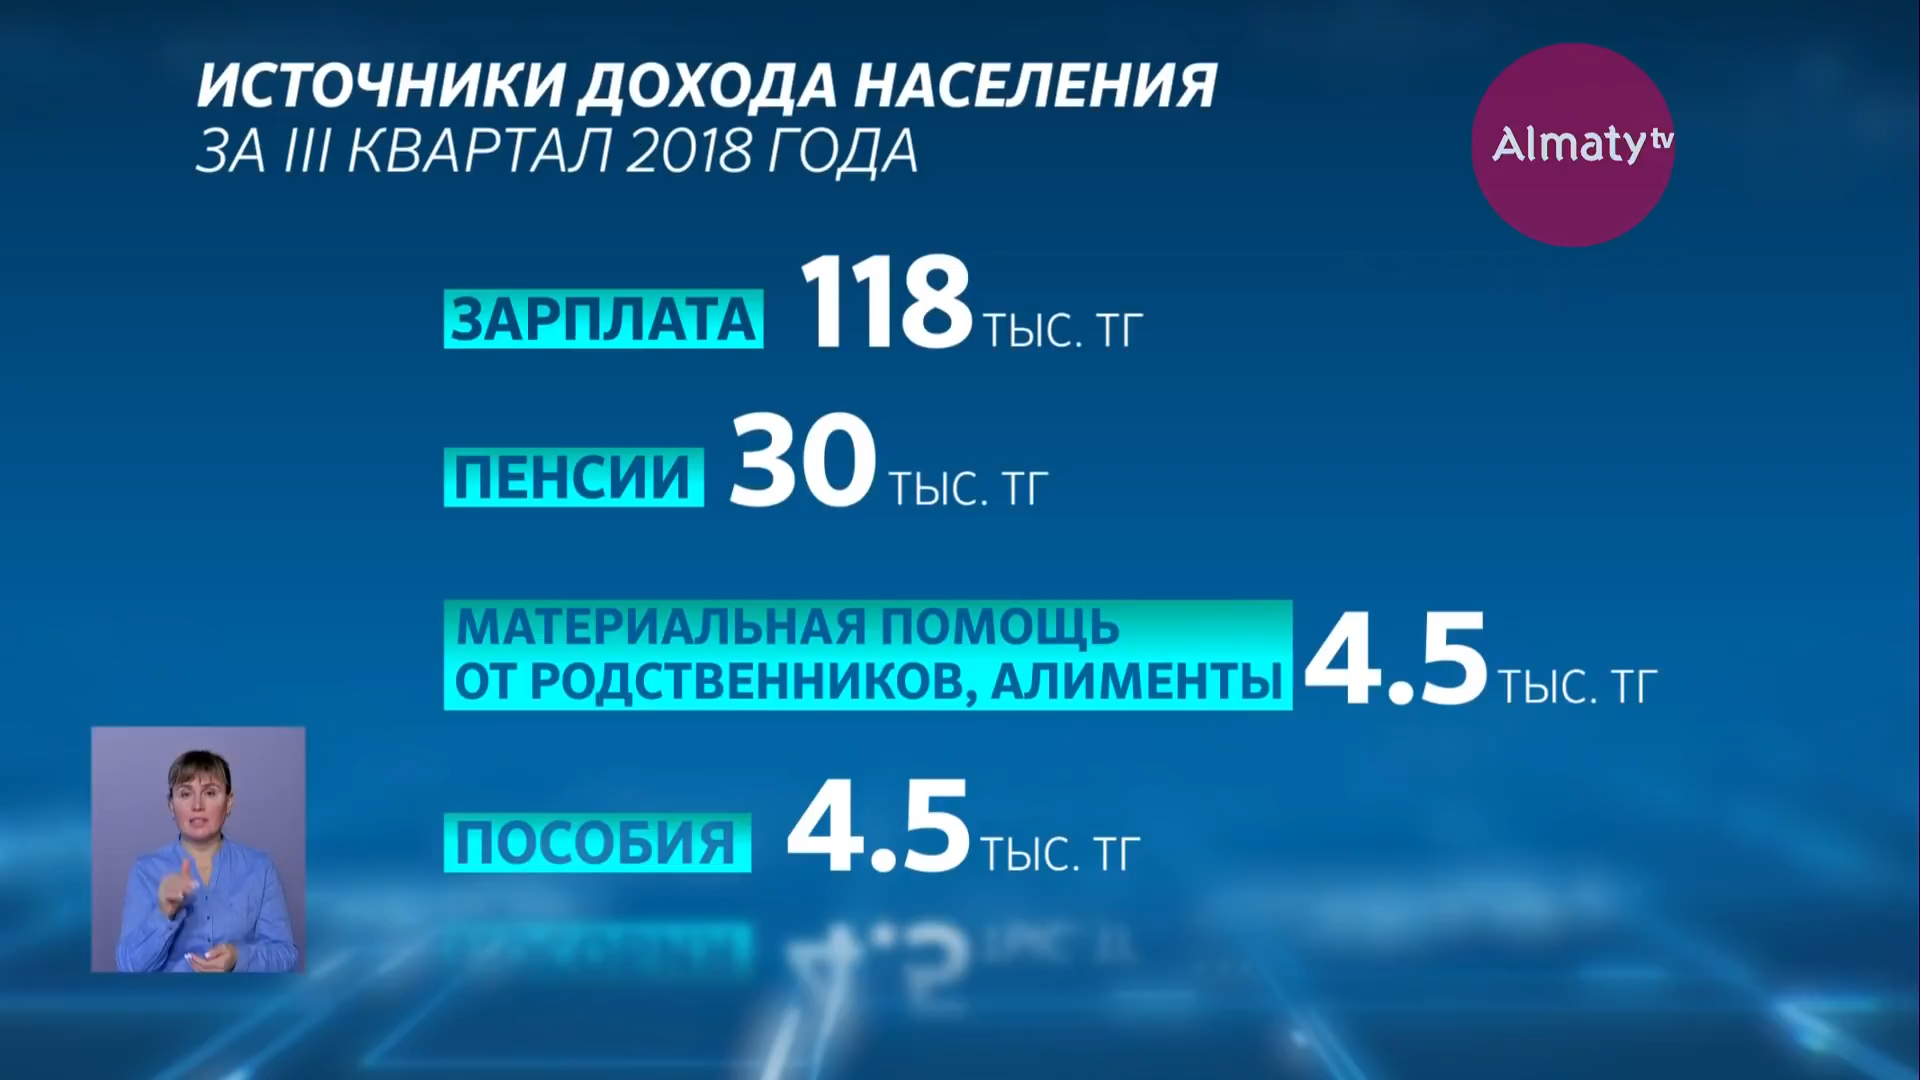 ИСТОЧНИКИ ДОХОДА НАСЕЛЕНИЯ
ЗА III КВАРТАЛ 2018 ГОДА
Almaty tv
ЗАРПЛАТА 118 ТЫС. ТГ
ПЕНСИИ 30 ТЫС. ТГ
МАТЕРИАЛЬНАЯ ПОМОЩЬ
ОТ РОДСТВЕННИКОВ, АЛИМЕНТЫ 4.5 ТЫС. ТГ
ПОСОБИЯ 4.5 ТЫС. ТГ